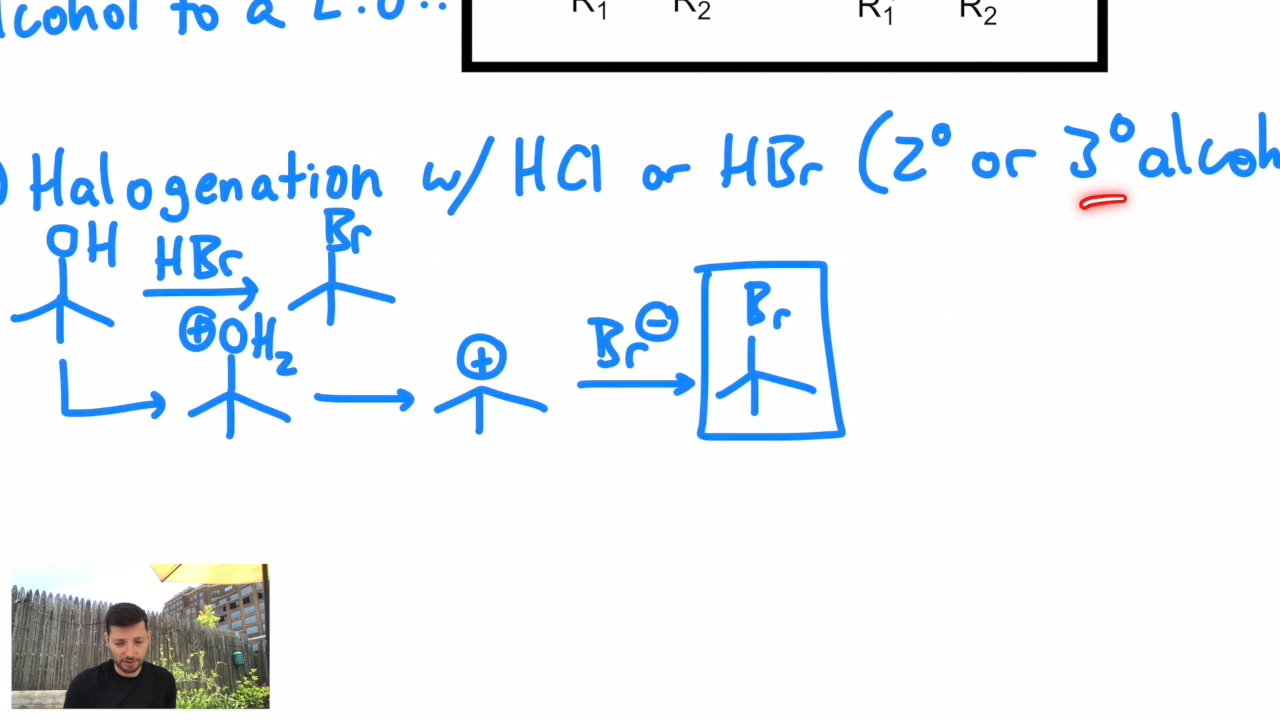 alcohol to a L.G.:
R1 R2 R1 R2
) Halogenation w/ HCl or HBr (2° or 3° alcoh
OH HBr Br
⊕OH2 ⊕ Br⊖ Br